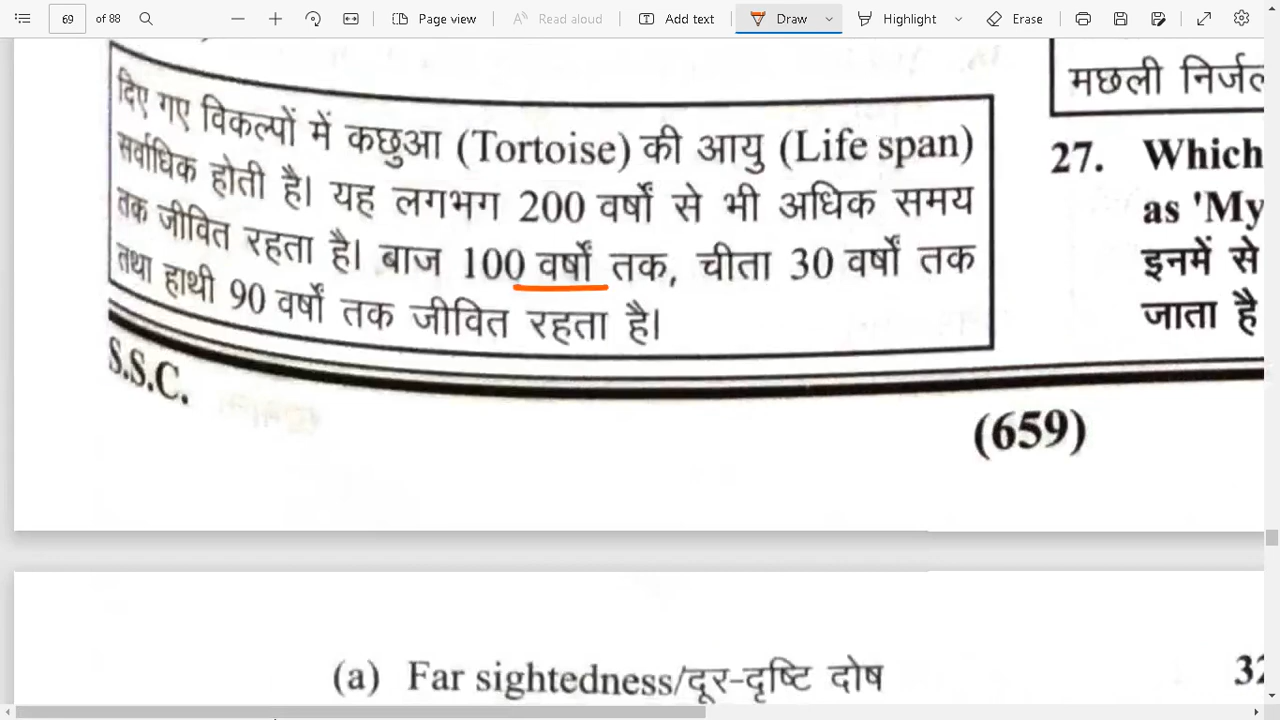 69 of 88 Page view Read aloud Add text Draw Highlight Erase
दिए गए विकल्पों में कछुआ (Tortoise) की आयु (Life span)
सर्वाधिक होती है। यह लगभग 200 वर्षों से भी अधिक समय
तक जीवित रहता है। बाज 100 वर्षों तक, चीता 30 वर्षों तक
तथा हाथी 90 वर्षों तक जीवित रहता है।
S.S.C.
(659)
मछली निर्जल
27. Which
as 'My
इनमें से
जाता है
(a) Far sightedness/दूर-दृष्टि दोष
32